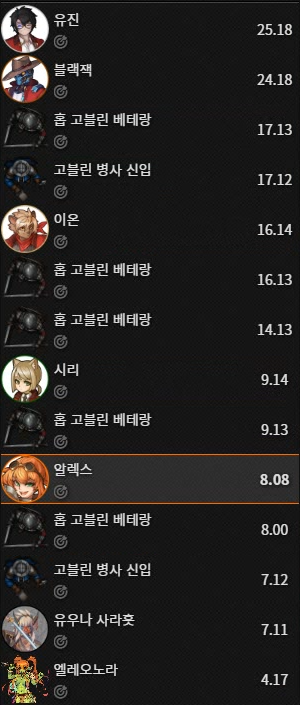 유진
25.18
블랙잭
24.18
홉 고블린 베테랑
17.13
고블린 병사 신입
17.12
이온
16.14
홉 고블린 베테랑
16.13
홉 고블린 베테랑
14.13
시리
9.14
홉 고블린 베테랑
9.13
알렉스
8.08
홉 고블린 베테랑
8.00
고블린 병사 신입
7.12
유우나 사라홋
7.11
엘레오노라
4.17